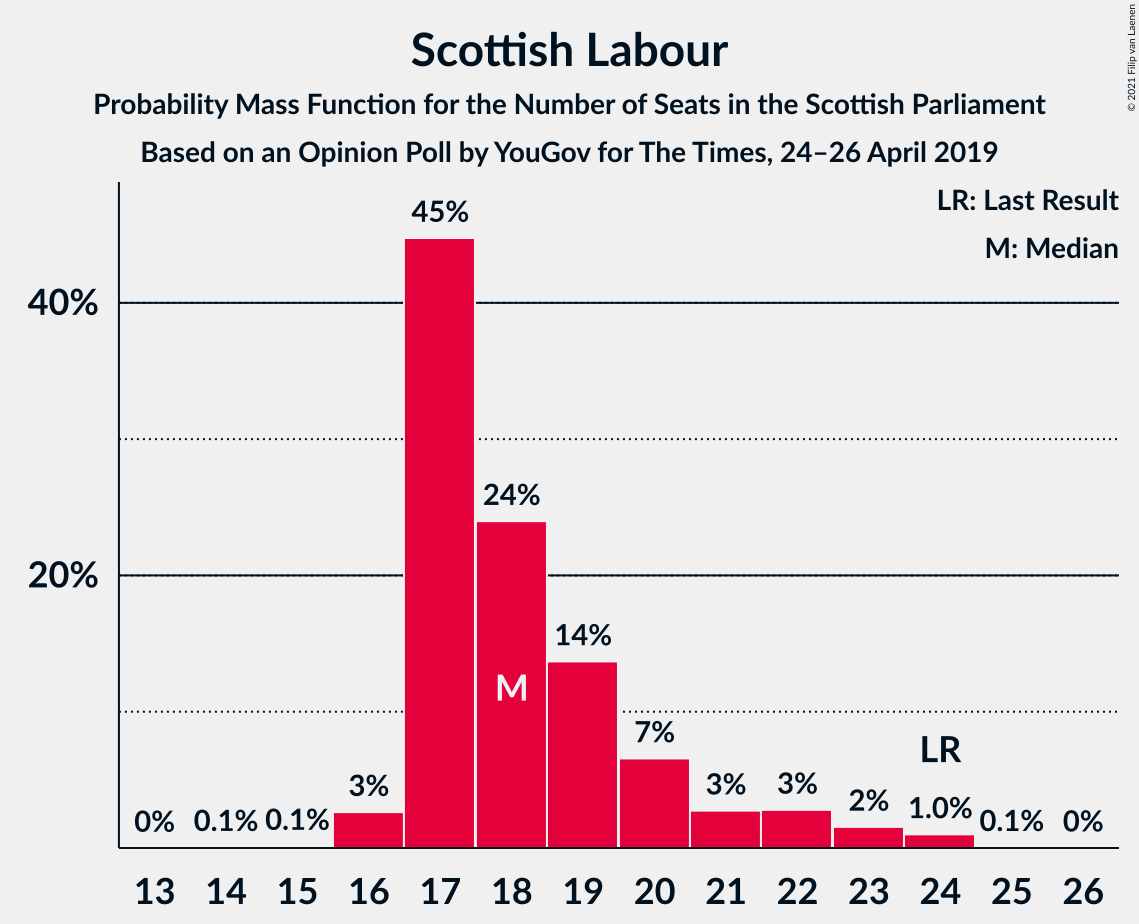 Scottish Labour
Probability Mass Function for the Number of Seats in the Scottish Parliament
Based on an Opinion Poll by YouGov for The Times, 24–26 April 2019
© 2021 Filip van Laenen
LR: Last Result
M: Median
45%
40%
24%
20%
14%
M
7%
LR
3%
3%
3%
2%
1.0%
0%
0.1%
0.1%
0.1%
0%
13 14 15 16 17 18 19 20 21 22 23 24 25 26